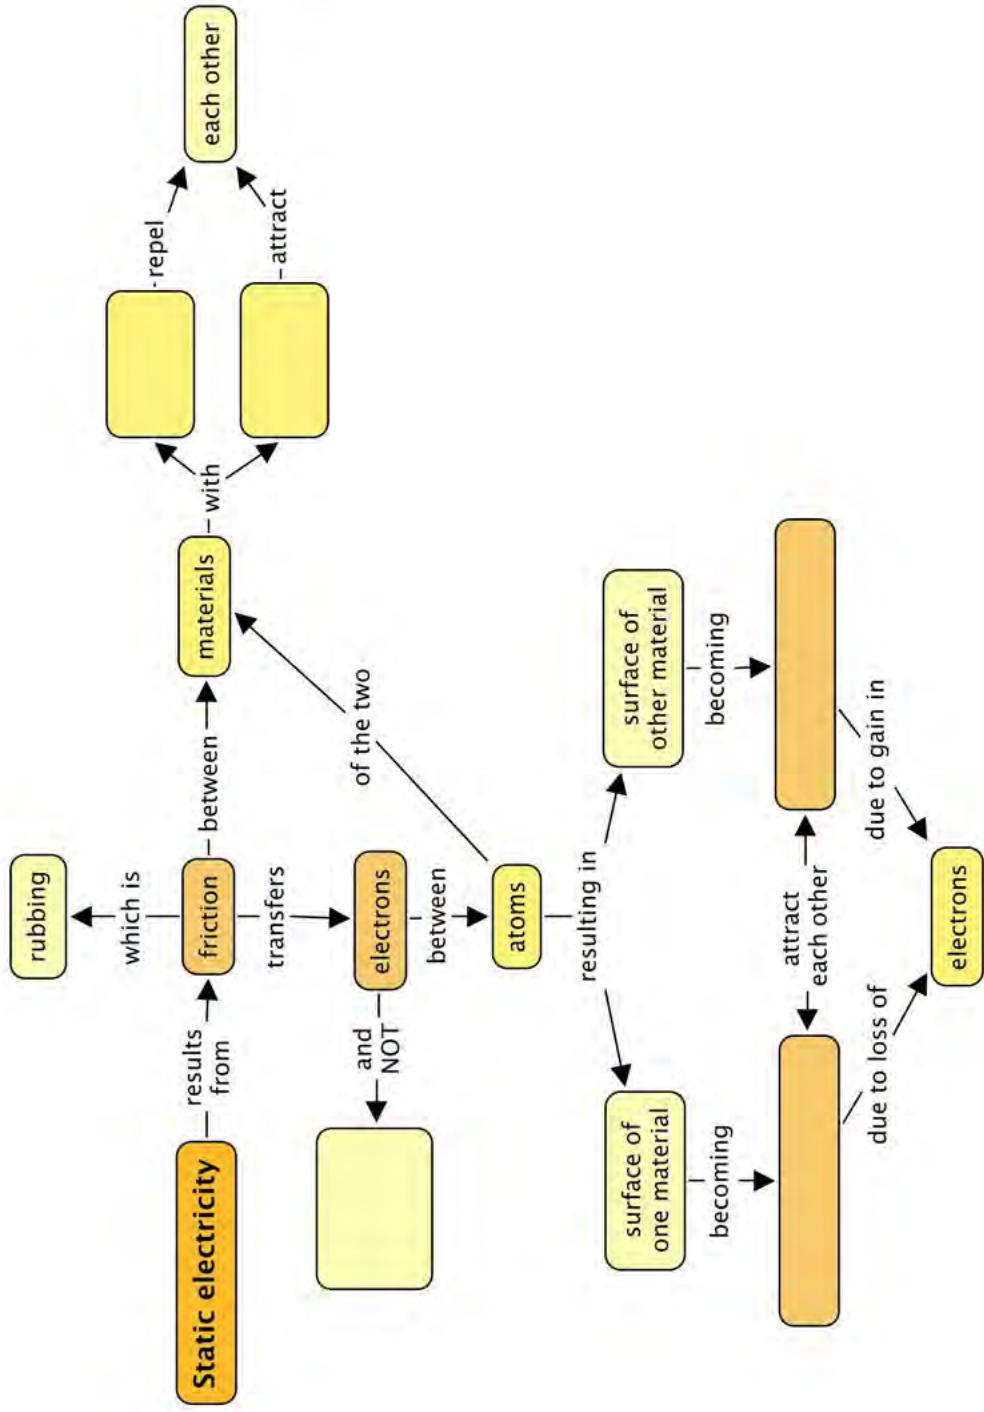 rubbing
which is
Static electricity
results
from
friction
between
materials
with
repel
attract
each other
transfers
and
NOT
electrons
between
atoms
of the two
resulting in
surface of
one material
surface of
other material
becoming
becoming
attract
each other
due to loss of
due to gain in
electrons